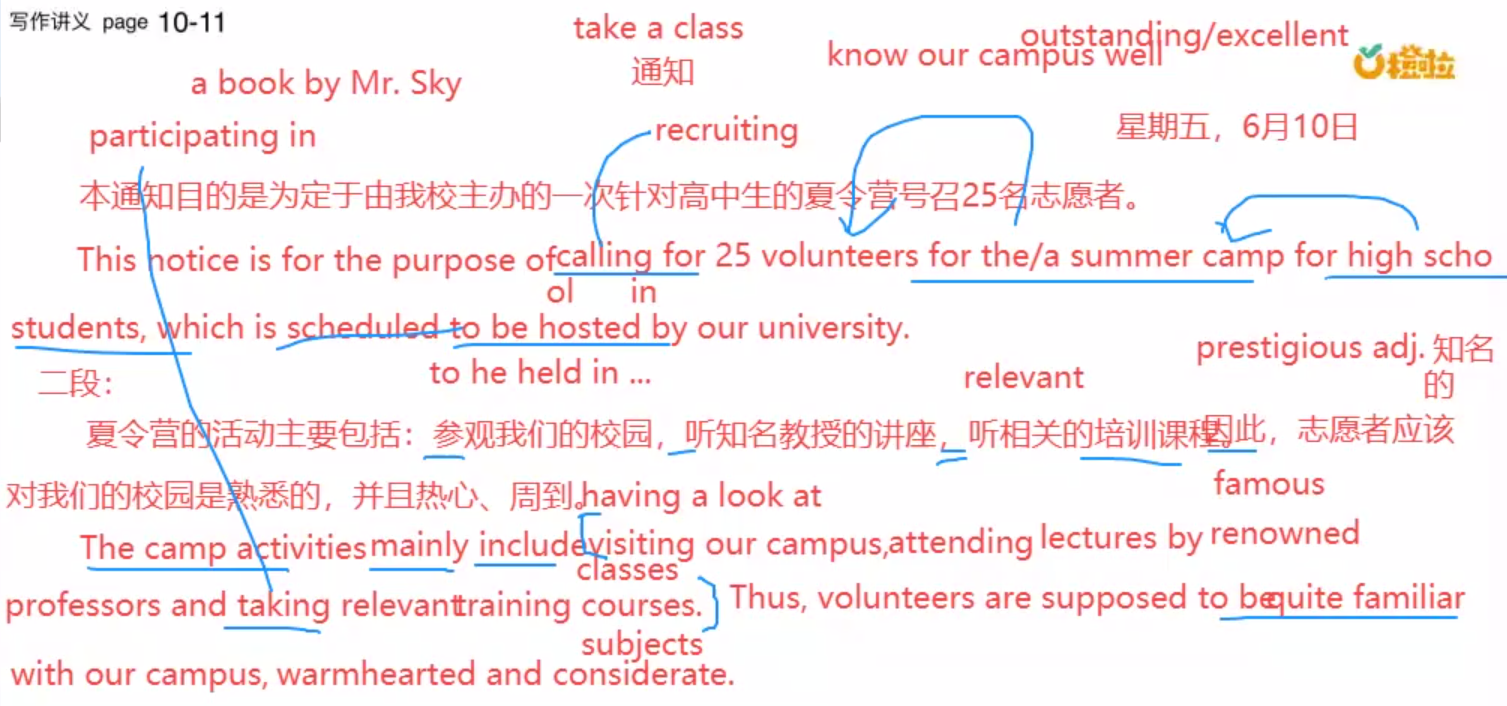 写作讲义 page 10-11
take a class
outstanding/excellent
know our campus well
橙啦
通知
a book by Mr. Sky
participating in
recruiting
星期五，6月10日
本通知目的是为定于由我校主办的一次针对高中生的夏令营号召25名志愿者。
This notice is for the purpose of calling for 25 volunteers for the/a summer camp for high scho
ol in
students, which is scheduled to be hosted by our university.
to he held in ...
relevant
prestigious adj. 知名
的
二段：
夏令营的活动主要包括：参观我们的校园，听知名教授的讲座，听相关的培训课程。因此，志愿者应该
对我们的校园是熟悉的，并且热心、周到。having a look at
famous
The camp activities mainly include visiting our campus, attending lectures by renowned
classes
professors and taking relevant training courses. Thus, volunteers are supposed to be quite familiar
subjects
with our campus, warmhearted and considerate.